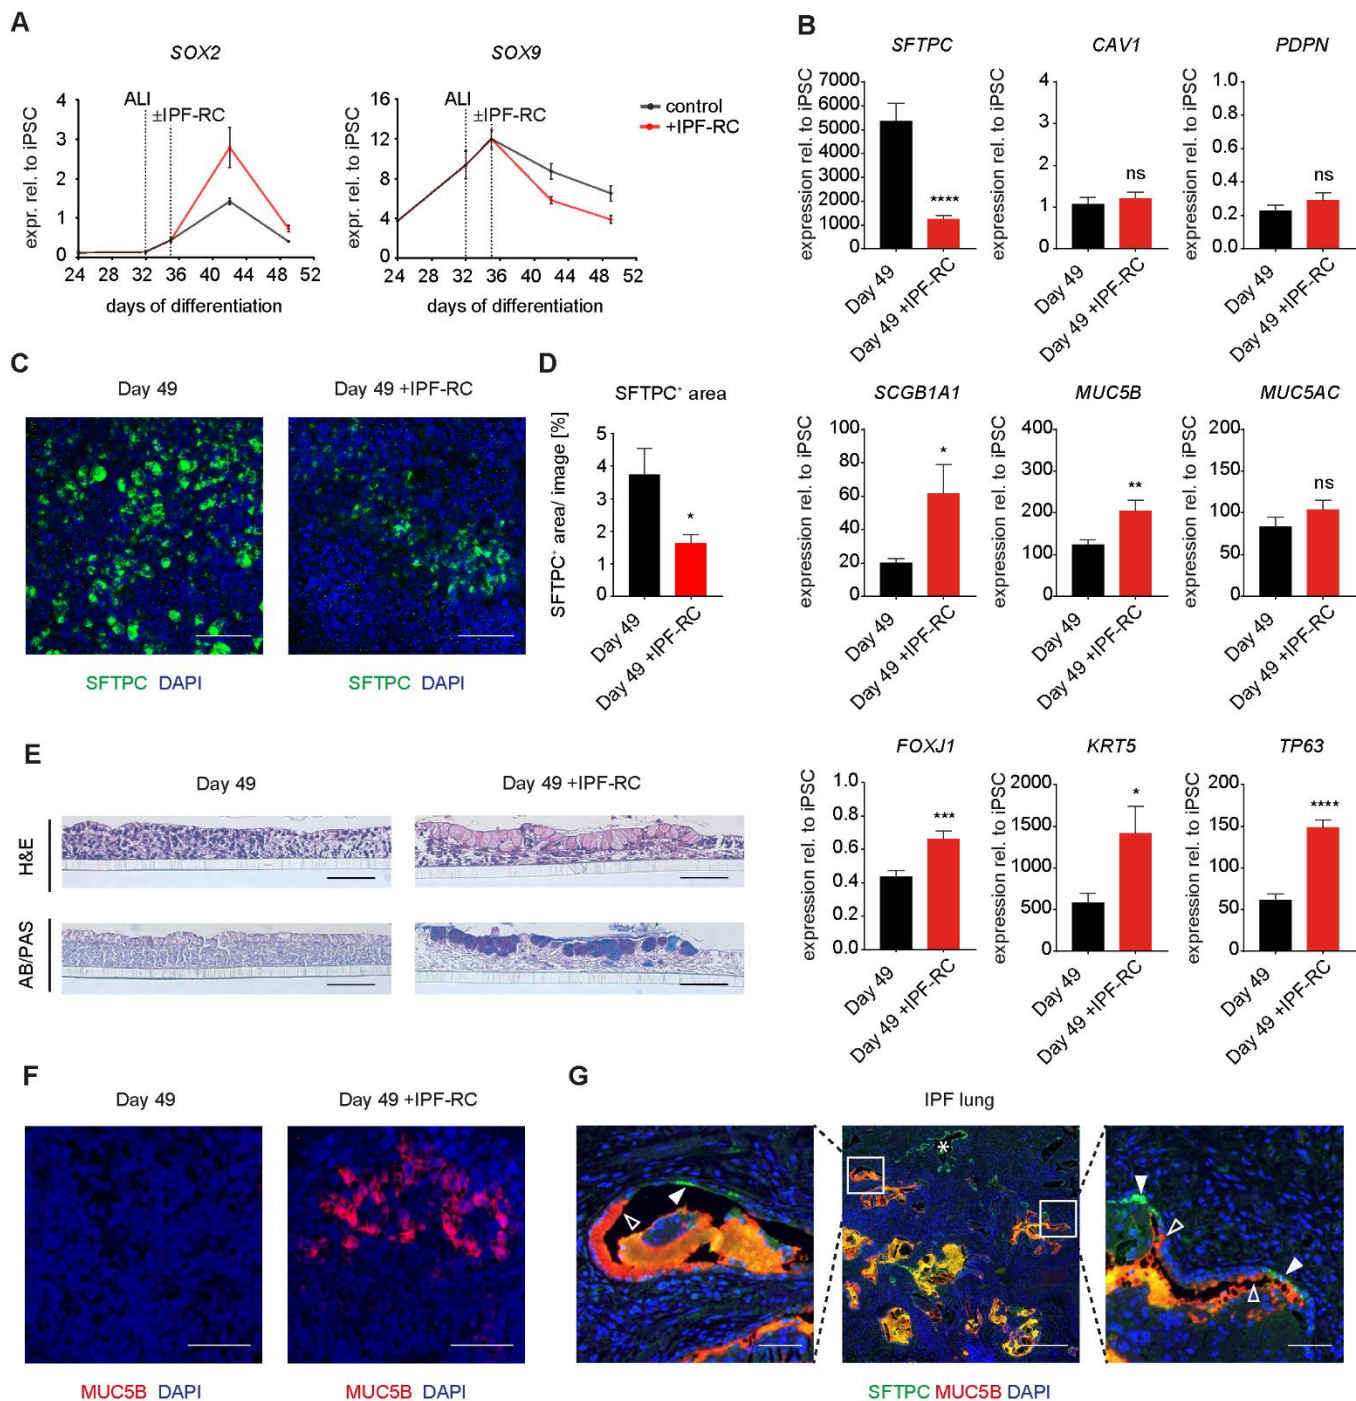 A
SOX2
SOX9
ALI
±IPF-RC
expr. rel. to iPSC
4
3
2
1
0
24 28 32 36 40 44 48 52
days of differentiation
ALI
±IPF-RC
expr. rel. to iPSC
16
12
8
4
0
24 28 32 36 40 44 48 52
days of differentiation
control
+IPF-RC
B
SFTPC
expression rel. to iPSC
7000
6000
5000
4000
3000
2000
1000
0
****
Day 49
Day 49 +IPF-RC
CAV1
expression rel. to iPSC
4
3
2
1
0
ns
Day 49
Day 49 +IPF-RC
PDPN
expression rel. to iPSC
1.0
0.8
0.6
0.4
0.2
0.0
ns
Day 49
Day 49 +IPF-RC
SCGB1A1
expression rel. to iPSC
100
80
60
40
20
0
*
Day 49
Day 49 +IPF-RC
MUC5B
expression rel. to iPSC
400
300
200
100
0
**
Day 49
Day 49 +IPF-RC
MUC5AC
expression rel. to iPSC
200
150
100
50
0
ns
Day 49
Day 49 +IPF-RC
FOXJ1
expression rel. to iPSC
1.0
0.8
0.6
0.4
0.2
0.0
***
Day 49
Day 49 +IPF-RC
KRT5
expression rel. to iPSC
2000
1500
1000
500
0
*
Day 49
Day 49 +IPF-RC
TP63
expression rel. to iPSC
200
150
100
50
0
****
Day 49
Day 49 +IPF-RC
C
Day 49
Day 49 +IPF-RC
SFTPC DAPI
SFTPC DAPI
D
SFTPC⁺ area
SFTPC⁺ area/ image [%]
5
4
3
2
1
0
*
Day 49
Day 49 +IPF-RC
E
Day 49
Day 49 +IPF-RC
H&E
AB/PAS
F
Day 49
Day 49 +IPF-RC
MUC5B DAPI
MUC5B DAPI
G
IPF lung
*
SFTPC MUC5B DAPI